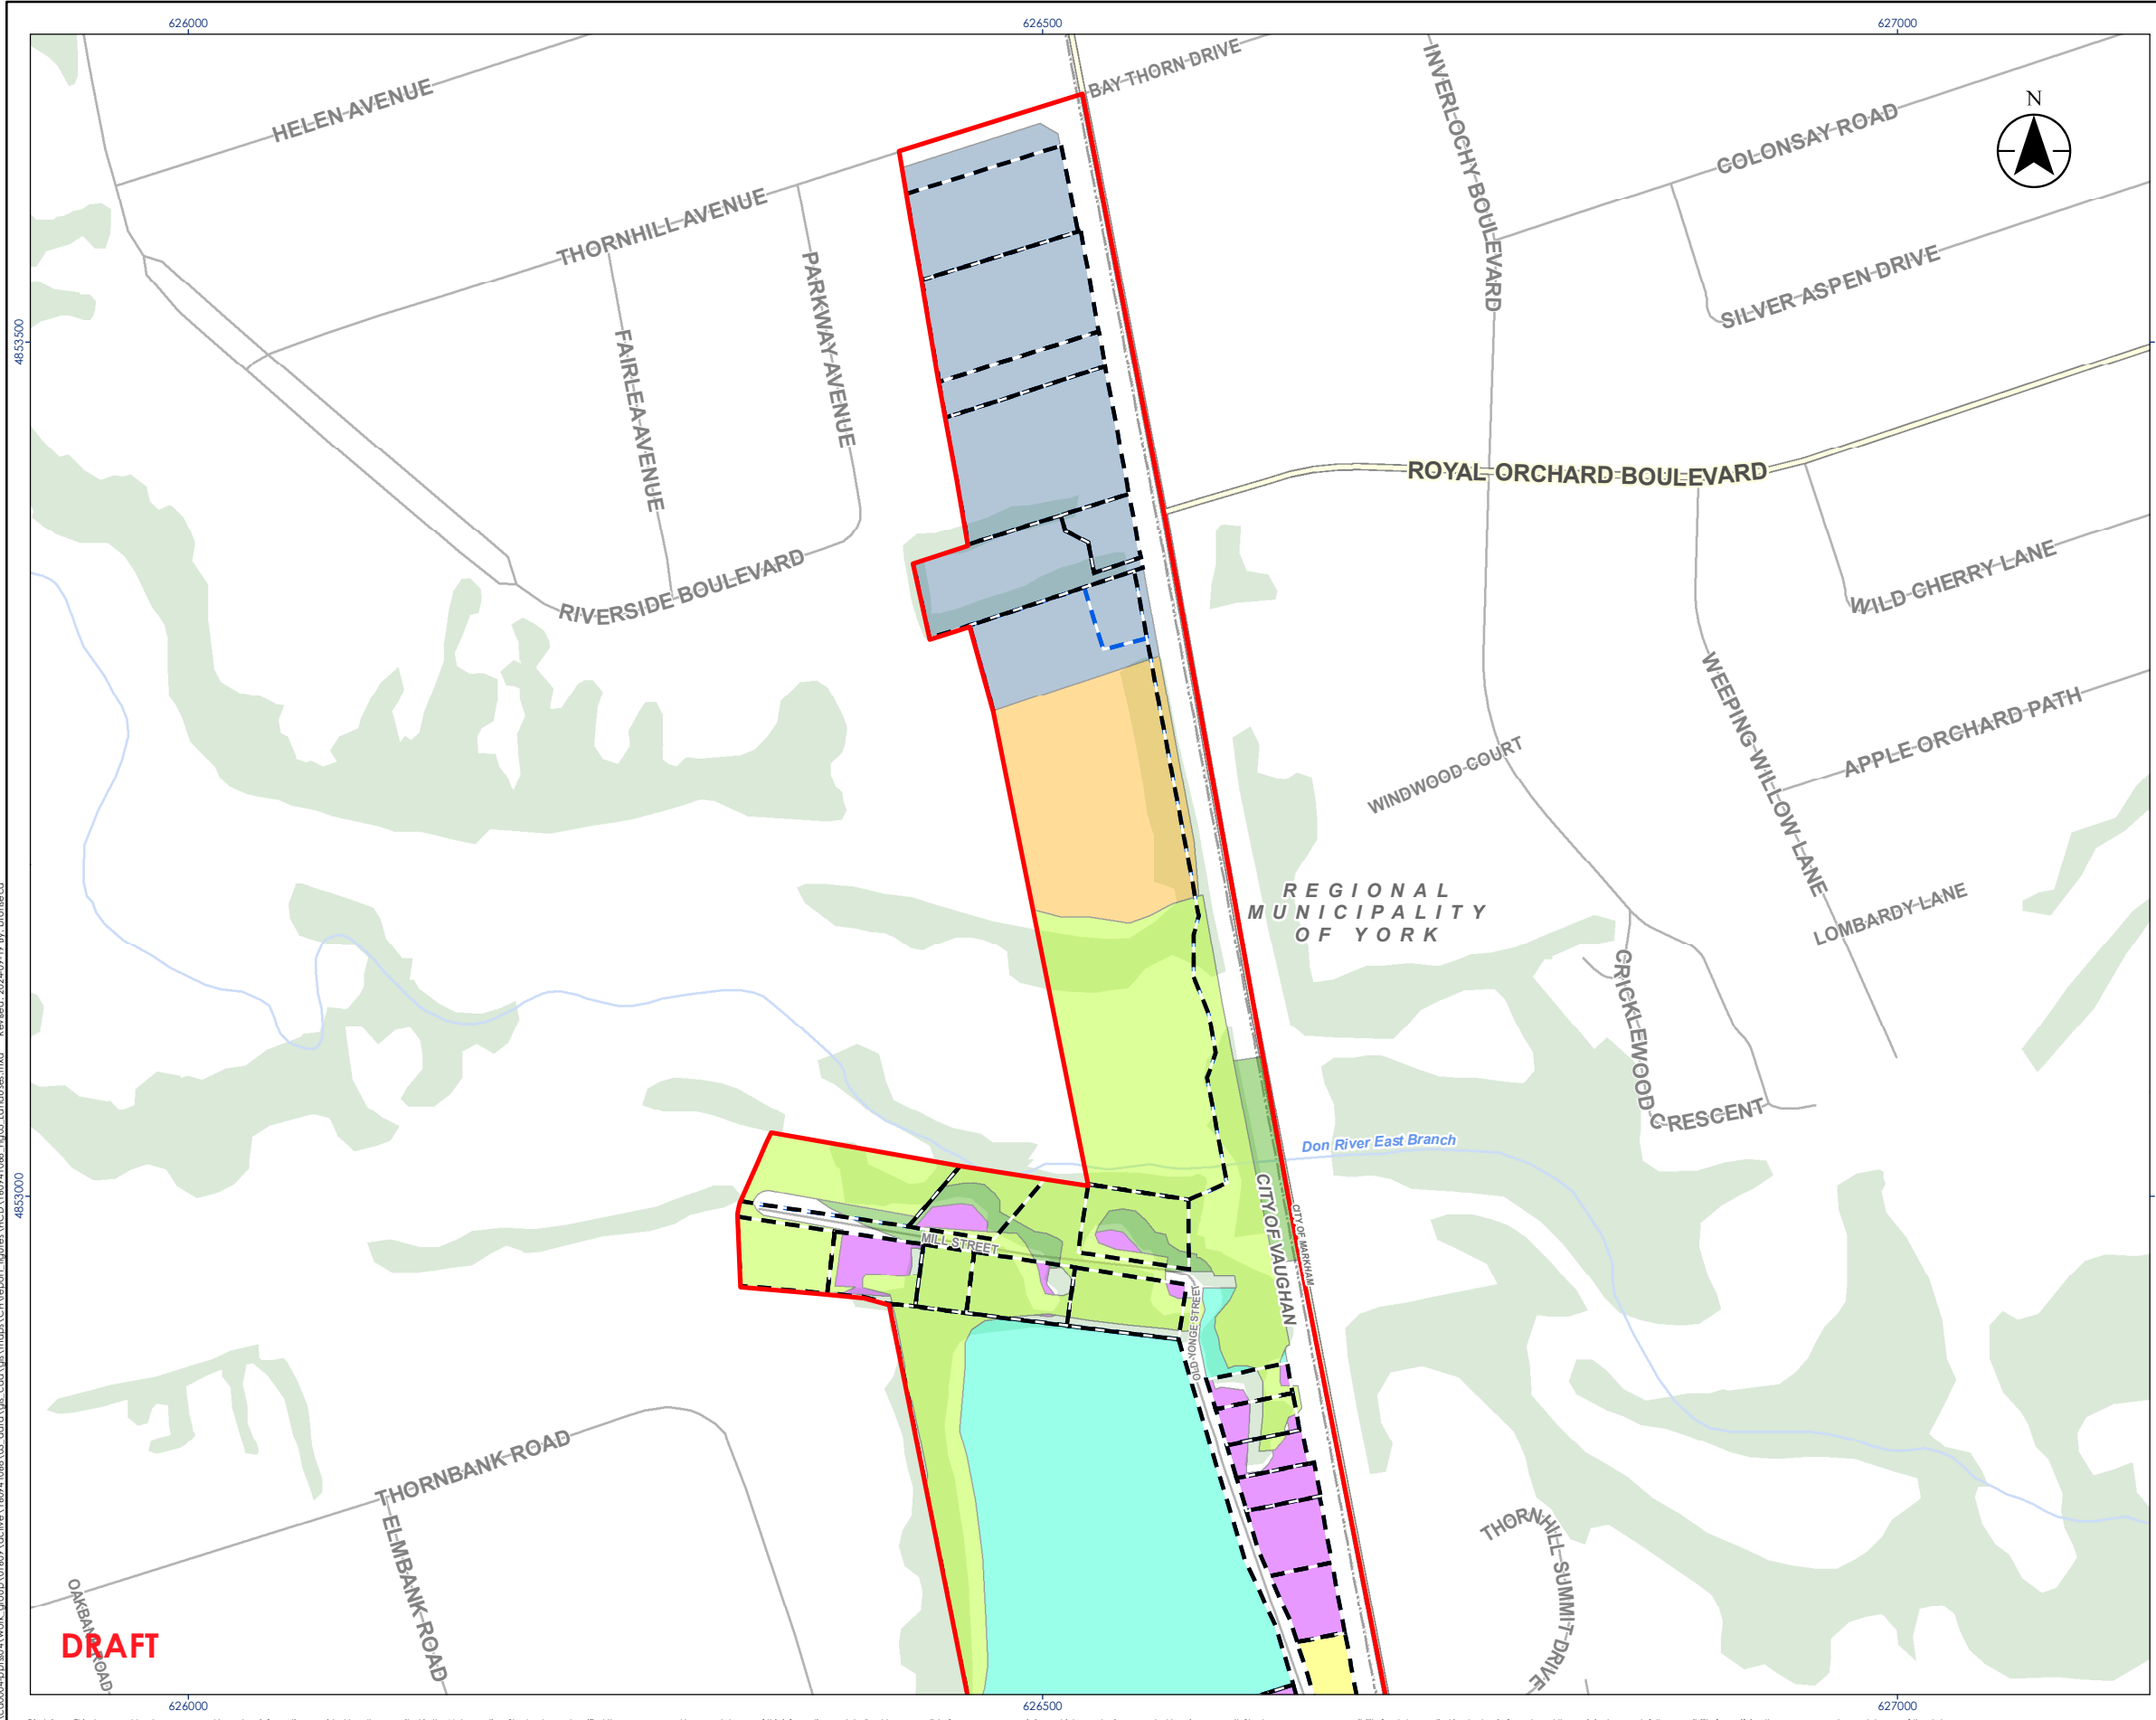 626000
626500
627000
HELEN AVENUE
BAY THORN DRIVE
INVERLOCHY BOULEVARD
COLONSAY ROAD
N
THORNHILL AVENUE
PARKWAY AVENUE
FAIRLEA AVENUE
SILVER ASPEN DRIVE
4853500
ROYAL ORCHARD BOULEVARD
RIVERSIDE BOULEVARD
WILD CHERRY LANE
WEEPING WILLOW LANE
APPLE ORCHARD PATH
WINDWOOD COURT
REGIONAL
MUNICIPALITY
OF YORK
LOMBARDY LANE
CRICKLEWOOD
CRESCENT
Don River East Branch
4853000
CITY OF VAUGHAN
CITY OF MARKHAM
MILL STREET
OLD YONGE STREET
THORNBANK ROAD
ELMBANK ROAD
OAKBANK ROAD
THORNHILL SUMMIT DRIVE
DRAFT
626000
626500
627000